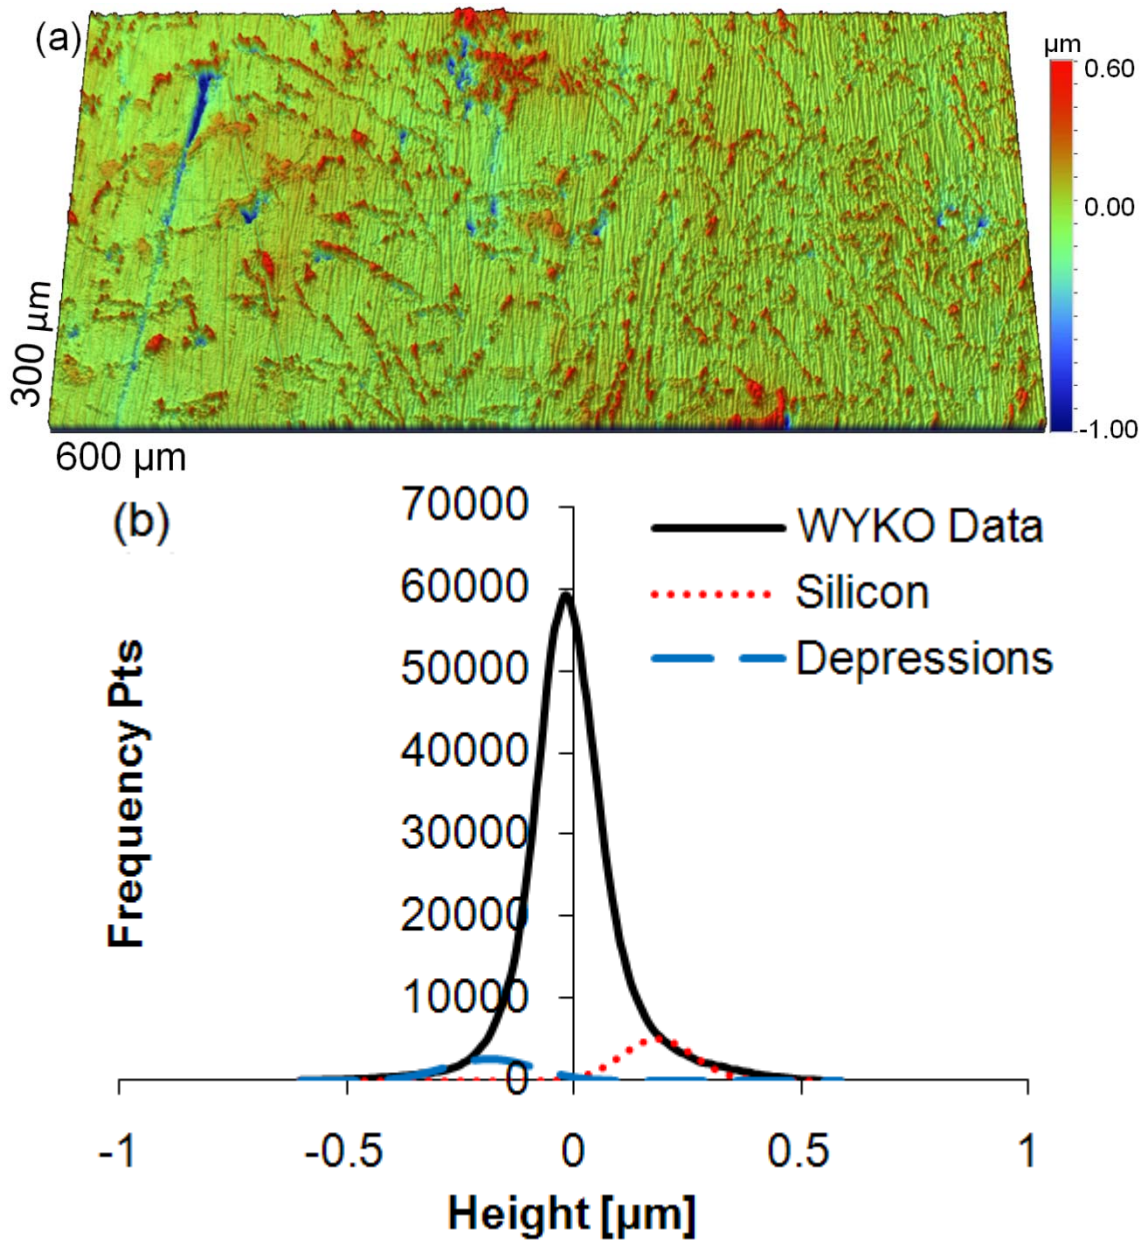 (a)
µm
0.60
0.00
-1.00
300 µm
600 µm
(b)
70000
60000
50000
40000
30000
20000
10000
0
Frequency Pts
WYKO Data
Silicon
Depressions
-1 -0.5 0 0.5 1
Height [µm]